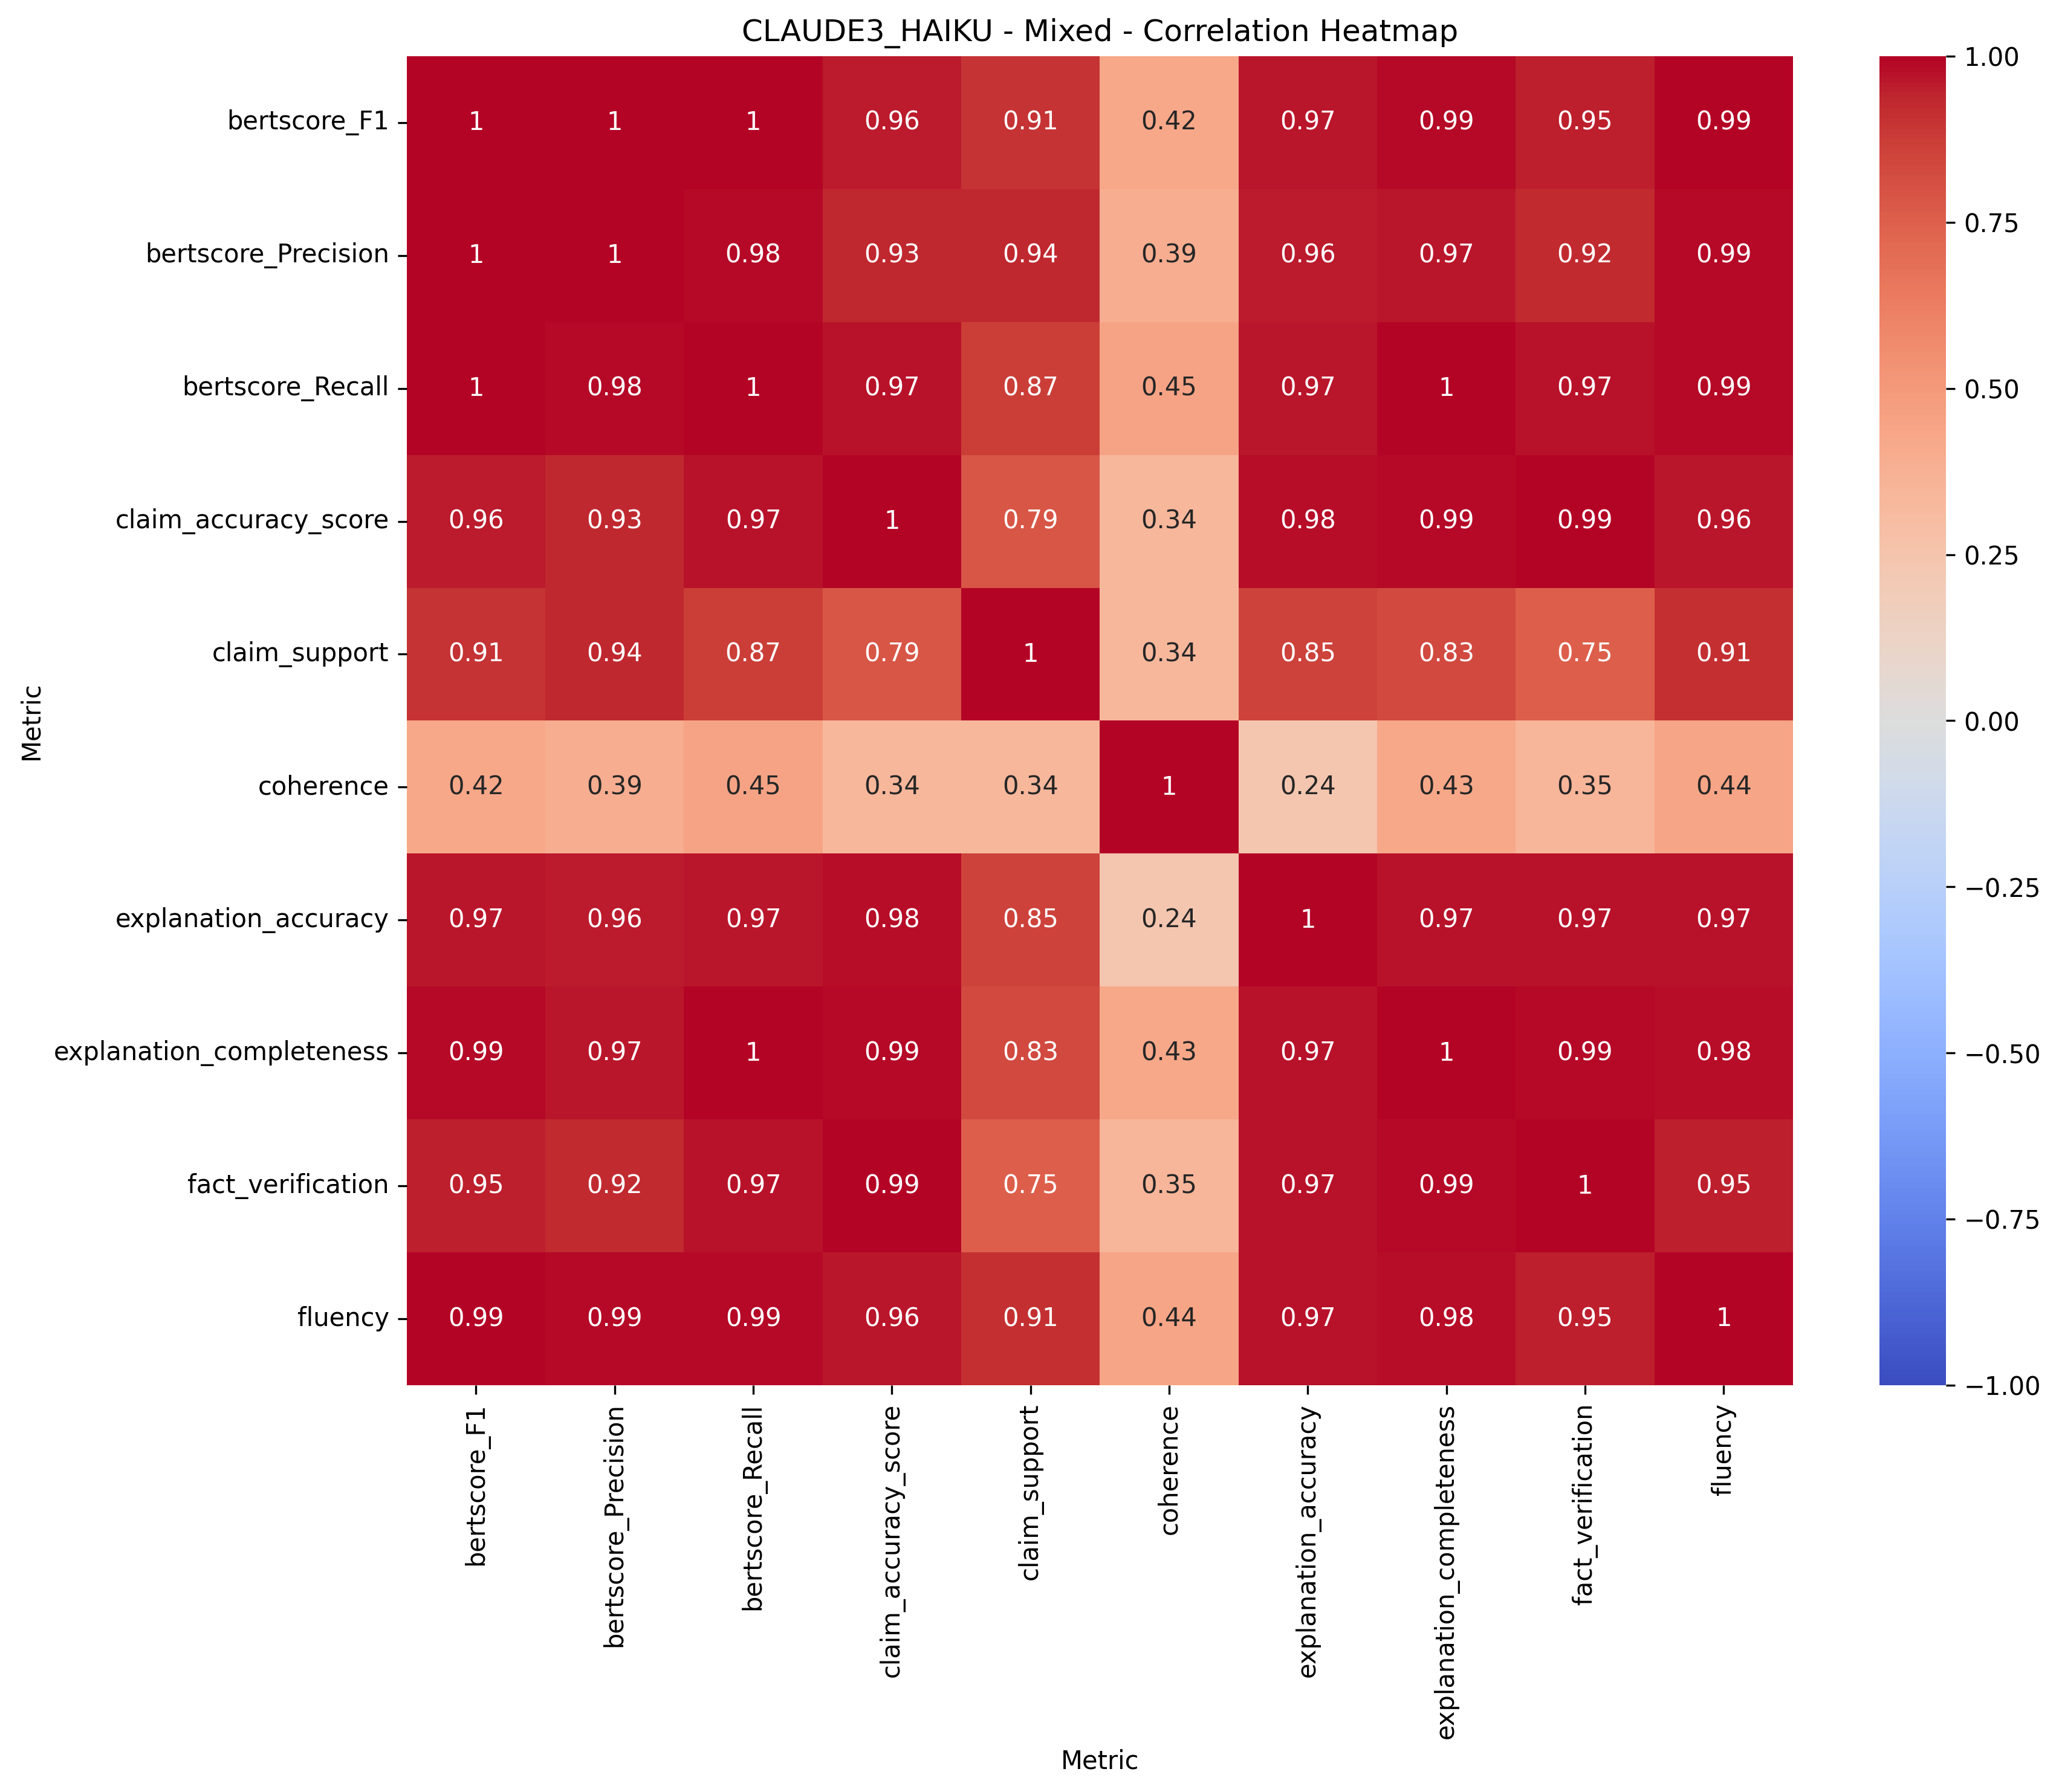 CLAUDE3_HAIKU - Mixed - Correlation Heatmap
bertscore_F1 1 1 1 0.96 0.91 0.42 0.97 0.99 0.95 0.99
bertscore_Precision 1 1 0.98 0.93 0.94 0.39 0.96 0.97 0.92 0.99
bertscore_Recall 1 0.98 1 0.97 0.87 0.45 0.97 1 0.97 0.99
claim_accuracy_score 0.96 0.93 0.97 1 0.79 0.34 0.98 0.99 0.99 0.96
claim_support 0.91 0.94 0.87 0.79 1 0.34 0.85 0.83 0.75 0.91
coherence 0.42 0.39 0.45 0.34 0.34 1 0.24 0.43 0.35 0.44
explanation_accuracy 0.97 0.96 0.97 0.98 0.85 0.24 1 0.97 0.97 0.97
explanation_completeness 0.99 0.97 1 0.99 0.83 0.43 0.97 1 0.99 0.98
fact_verification 0.95 0.92 0.97 0.99 0.75 0.35 0.97 0.99 1 0.95
fluency 0.99 0.99 0.99 0.96 0.91 0.44 0.97 0.98 0.95 1
Metric
bertscore_F1
bertscore_Precision
bertscore_Recall
claim_accuracy_score
claim_support
coherence
explanation_accuracy
explanation_completeness
fact_verification
fluency
Metric
1.00
0.75
0.50
0.25
0.00
−0.25
−0.50
−0.75
−1.00